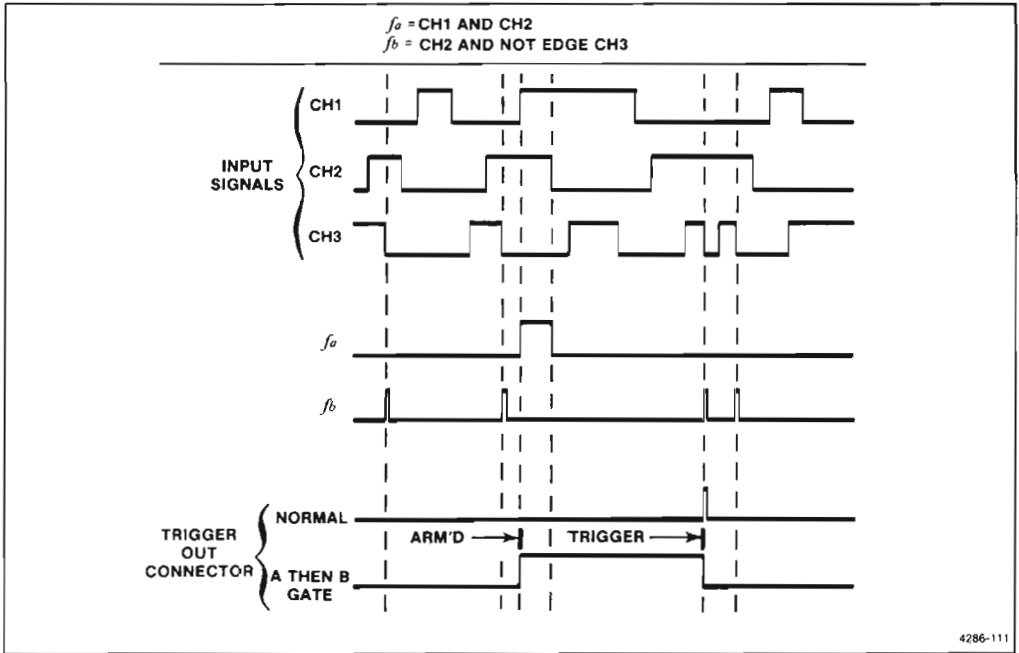 fa = CH1 AND CH2
fb = CH2 AND NOT EDGE CH3
INPUT
SIGNALS
CH1
CH2
CH3
fa
fb
TRIGGER
OUT
CONNECTOR
NORMAL
ARM'D
TRIGGER
A THEN B
GATE
4286-111